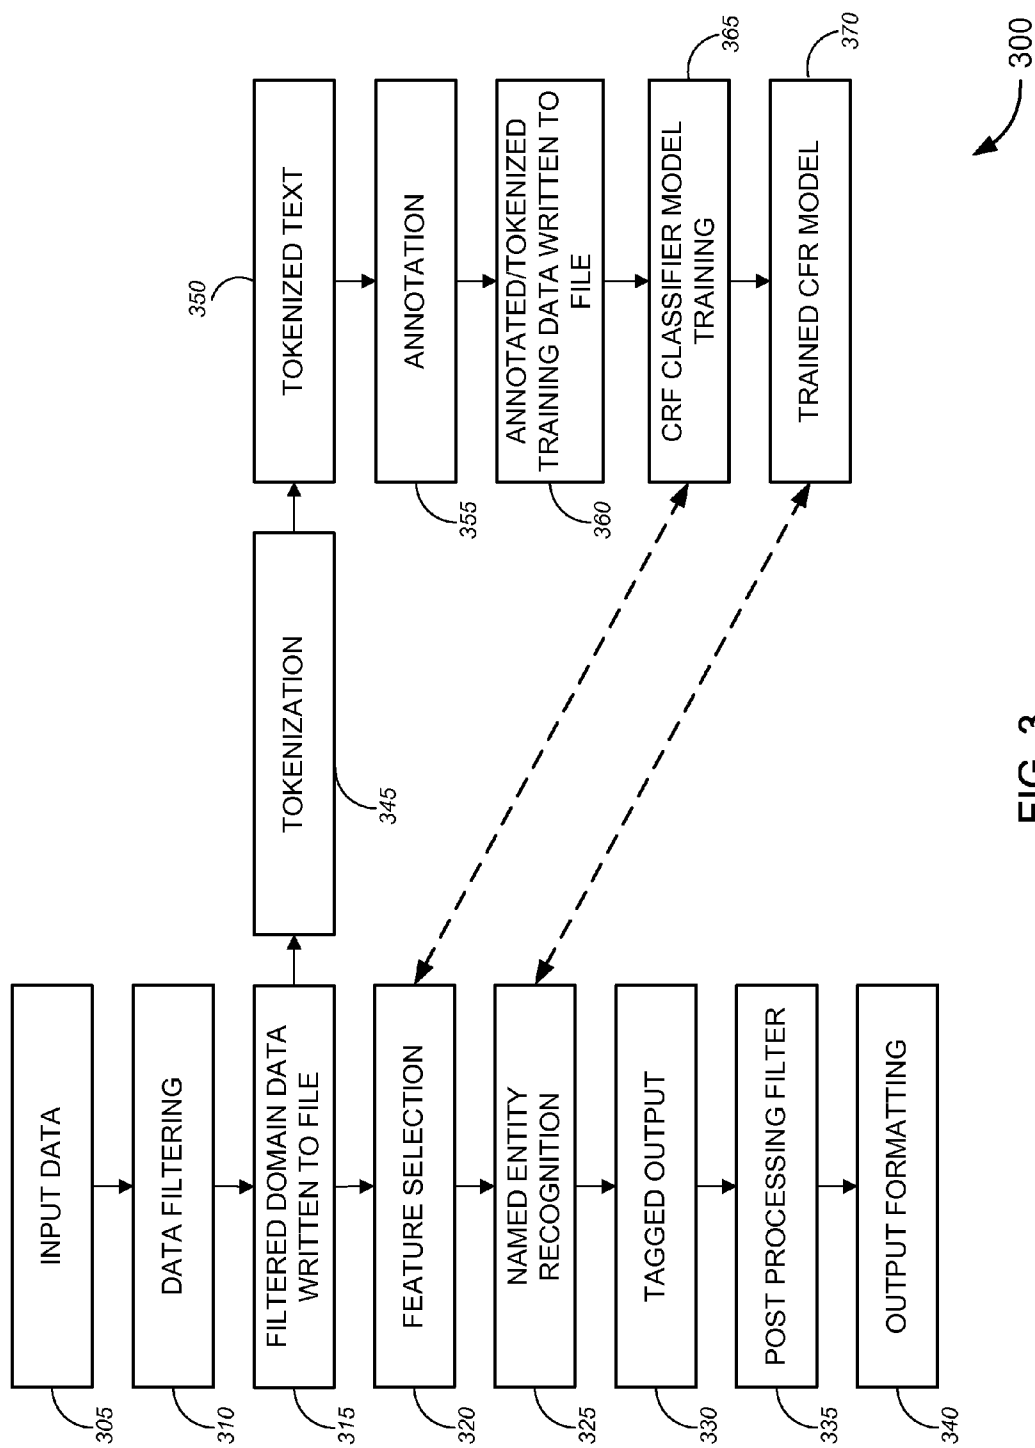 INPUT DATA
305
DATA FILTERING
310
FILTERED DOMAIN DATA
WRITTEN TO FILE
315
FEATURE SELECTION
320
NAMED ENTITY
RECOGNITION
325
TAGGED OUTPUT
330
POST PROCESSING FILTER
335
OUTPUT FORMATTING
340
TOKENIZATION
345
TOKENIZED TEXT
350
ANNOTATION
355
ANNOTATED/TOKENIZED
TRAINING DATA WRITTEN TO
FILE
360
CRF CLASSIFIER MODEL
TRAINING
365
TRAINED CFR MODEL
370
300
FIG. 3